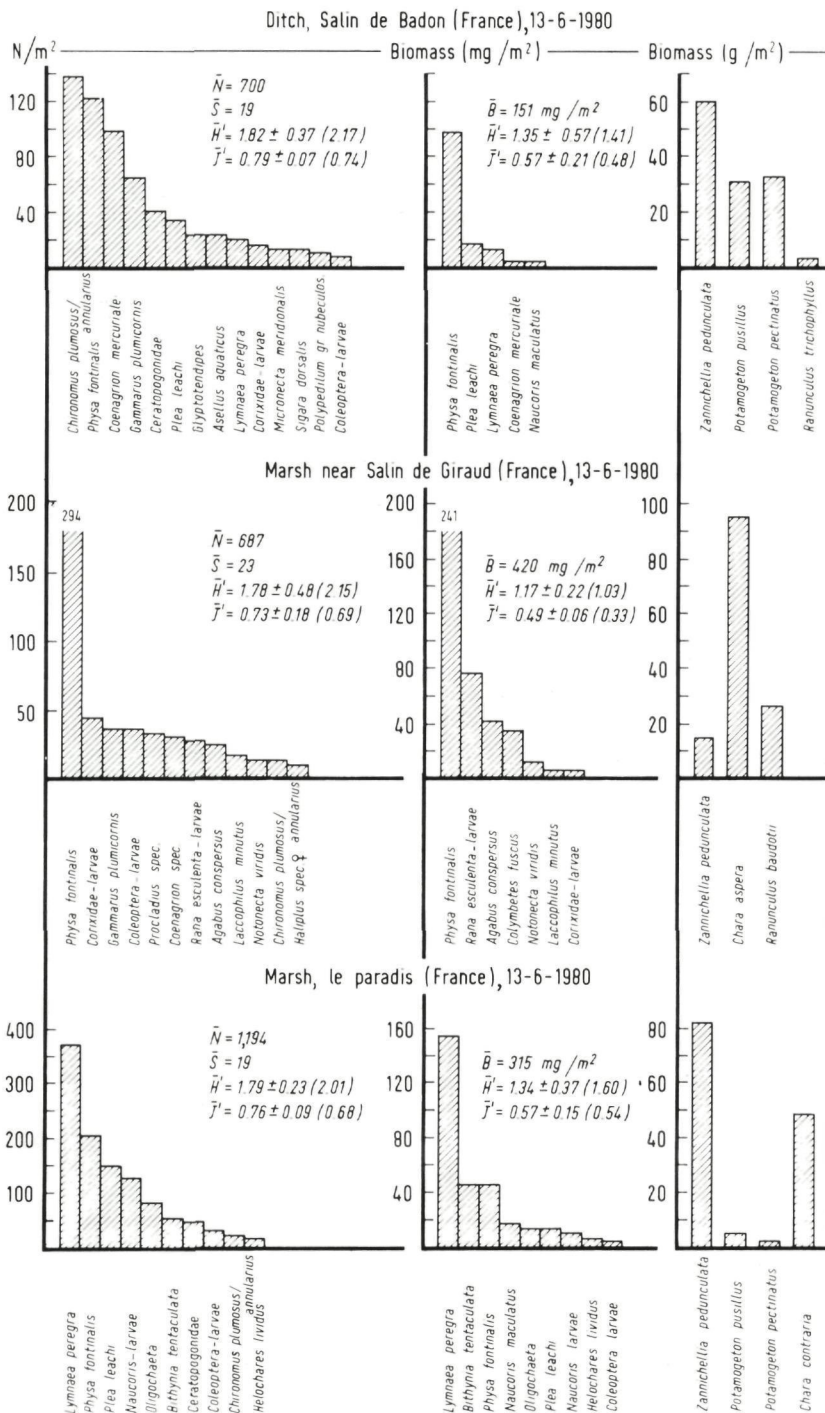 Ditch, Salin de Badon (France), 13-6-1980
N/m²
Biomass (mg/m²)
Biomass (g/m²)
120
80
40
N̄ = 700
S̄ = 19
H̄' = 1.82 ± 0.37 (2.17)
J̄' = 0.79 ± 0.07 (0.74)
B̄ = 151 mg/m²
H̄' = 1.35 ± 0.57 (1.41)
J̄' = 0.57 ± 0.21 (0.48)
60
40
20
Chironomus plumosus/annularius
Physa fontinalis
Coenagrion mercuriale
Gammarus plumicornis
Ceratopogonidae
Plea leachi
Glyptotendipes
Asellus aquaticus
Lymnaea peregra
Corixidae-larvae
Micronecta meridionalis
Sigara dorsalis
Polypedilum gr nubeculos.
Coleoptera-larvae
Physa fontinalis
Plea leachi
Lymnaea peregra
Coenagrion mercuriale
Naucoris maculatus
Zannichellia pedunculata
Potamogeton pusillus
Potamogeton pectinatus
Ranunculus trichophyllus
Marsh near Salin de Giraud (France), 13-6-1980
200
150
100
50
294
N̄ = 687
S̄ = 23
H̄' = 1.78 ± 0.48 (2.15)
J̄' = 0.73 ± 0.18 (0.69)
200
160
120
80
40
241
B̄ = 420 mg/m²
H̄' = 1.17 ± 0.22 (1.03)
J̄' = 0.49 ± 0.06 (0.33)
100
80
60
40
20
Physa fontinalis
Corixidae-larvae
Gammarus plumicornis
Coleoptera-larvae
Procladius spec.
Coenagrion spec.
Rana esculenta-larvae
Agabus conspersus
Laccophilus minutus
Notonecta viridis
Chironomus plumosus/annularius
Haliplus spec ♀
Physa fontinalis
Rana esculenta-larvae
Agabus conspersus
Colymbetes fuscus
Notonecta viridis
Laccophilus minutus
Corixidae-larvae
Zannichellia pedunculata
Chara aspera
Ranunculus baudotii
Marsh, le paradis (France), 13-6-1980
400
300
200
100
N̄ = 1,194
S̄ = 19
H̄' = 1.79 ± 0.23 (2.01)
J̄' = 0.76 ± 0.09 (0.68)
160
120
80
40
B̄ = 315 mg/m²
H̄' = 1.34 ± 0.37 (1.60)
J̄' = 0.57 ± 0.15 (0.54)
80
60
40
20
Lymnaea peregra
Physa fontinalis
Plea leachi
Naucoris-larvae
Oligochaeta
Bithynia tentaculata
Ceratopogonidae
Coleoptera-larvae
Chironomus plumosus/annularius
Helochares lividus
Lymnaea peregra
Bithynia tentaculata
Physa fontinalis
Naucoris maculatus
Oligochaeta
Plea leachi
Naucoris larvae
Helochares lividus
Coleoptera larvae
Zannichellia pedunculata
Potamogeton pusillus
Potamogeton pectinatus
Chara contraria